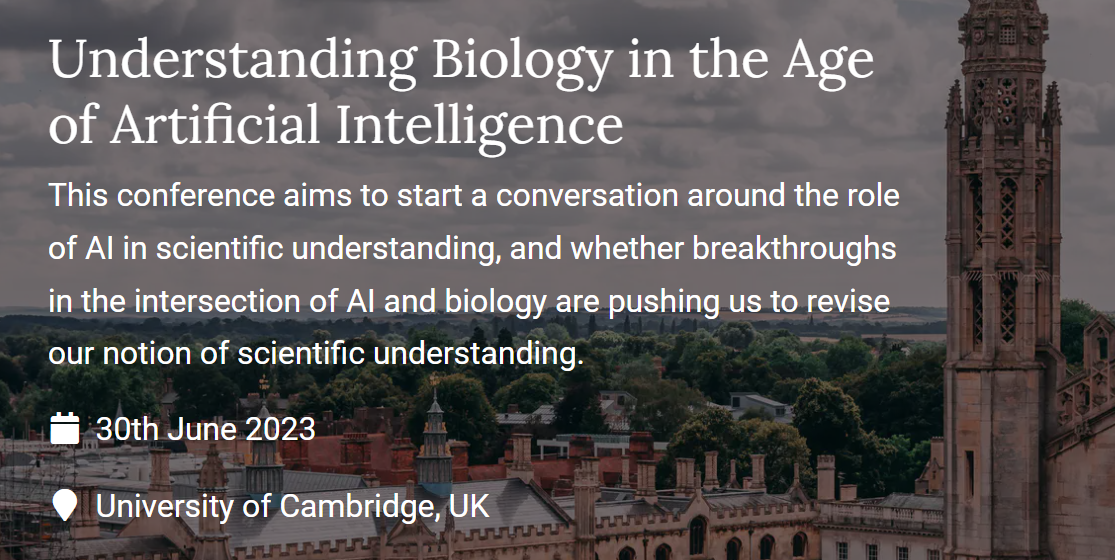 Understanding Biology in the Age
of Artificial Intelligence
This conference aims to start a conversation around the role
of AI in scientific understanding, and whether breakthroughs
in the intersection of AI and biology are pushing us to revise
our notion of scientific understanding.
30th June 2023
University of Cambridge, UK